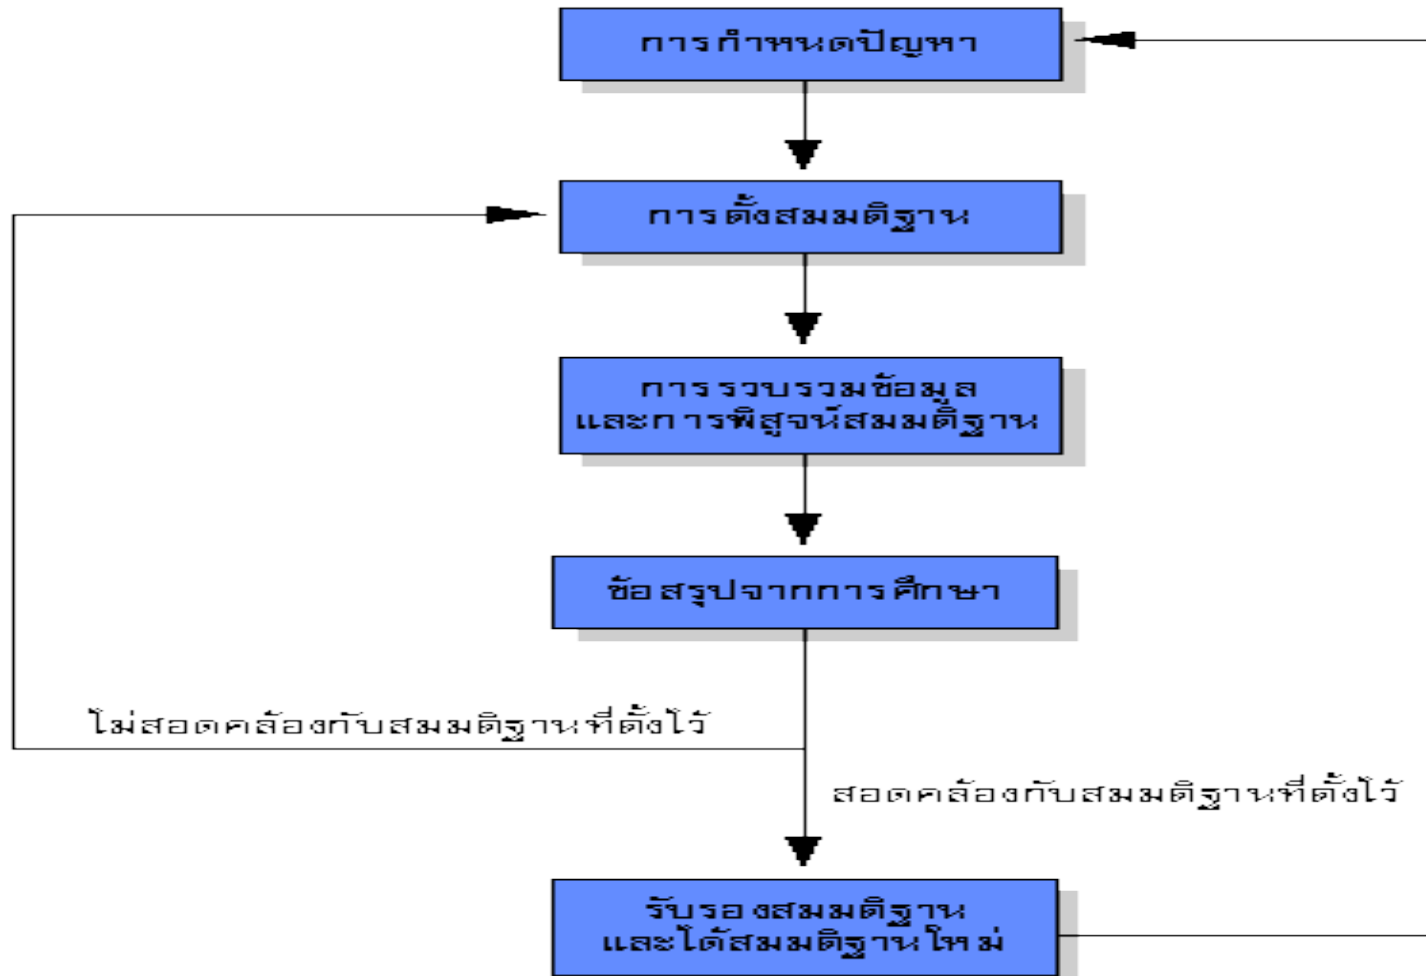 การกำหนดปัญหา
การตั้งสมมติฐาน
การรวบรวมข้อมูล
และการพิสูจน์สมมติฐาน
ข้อสรุปจากการศึกษา
ไม่สอดคล้องกับสมมติฐานที่ตั้งไว้
สอดคล้องกับสมมติฐานที่ตั้งไว้
รับรองสมมติฐาน
และได้สมมติฐานใหม่